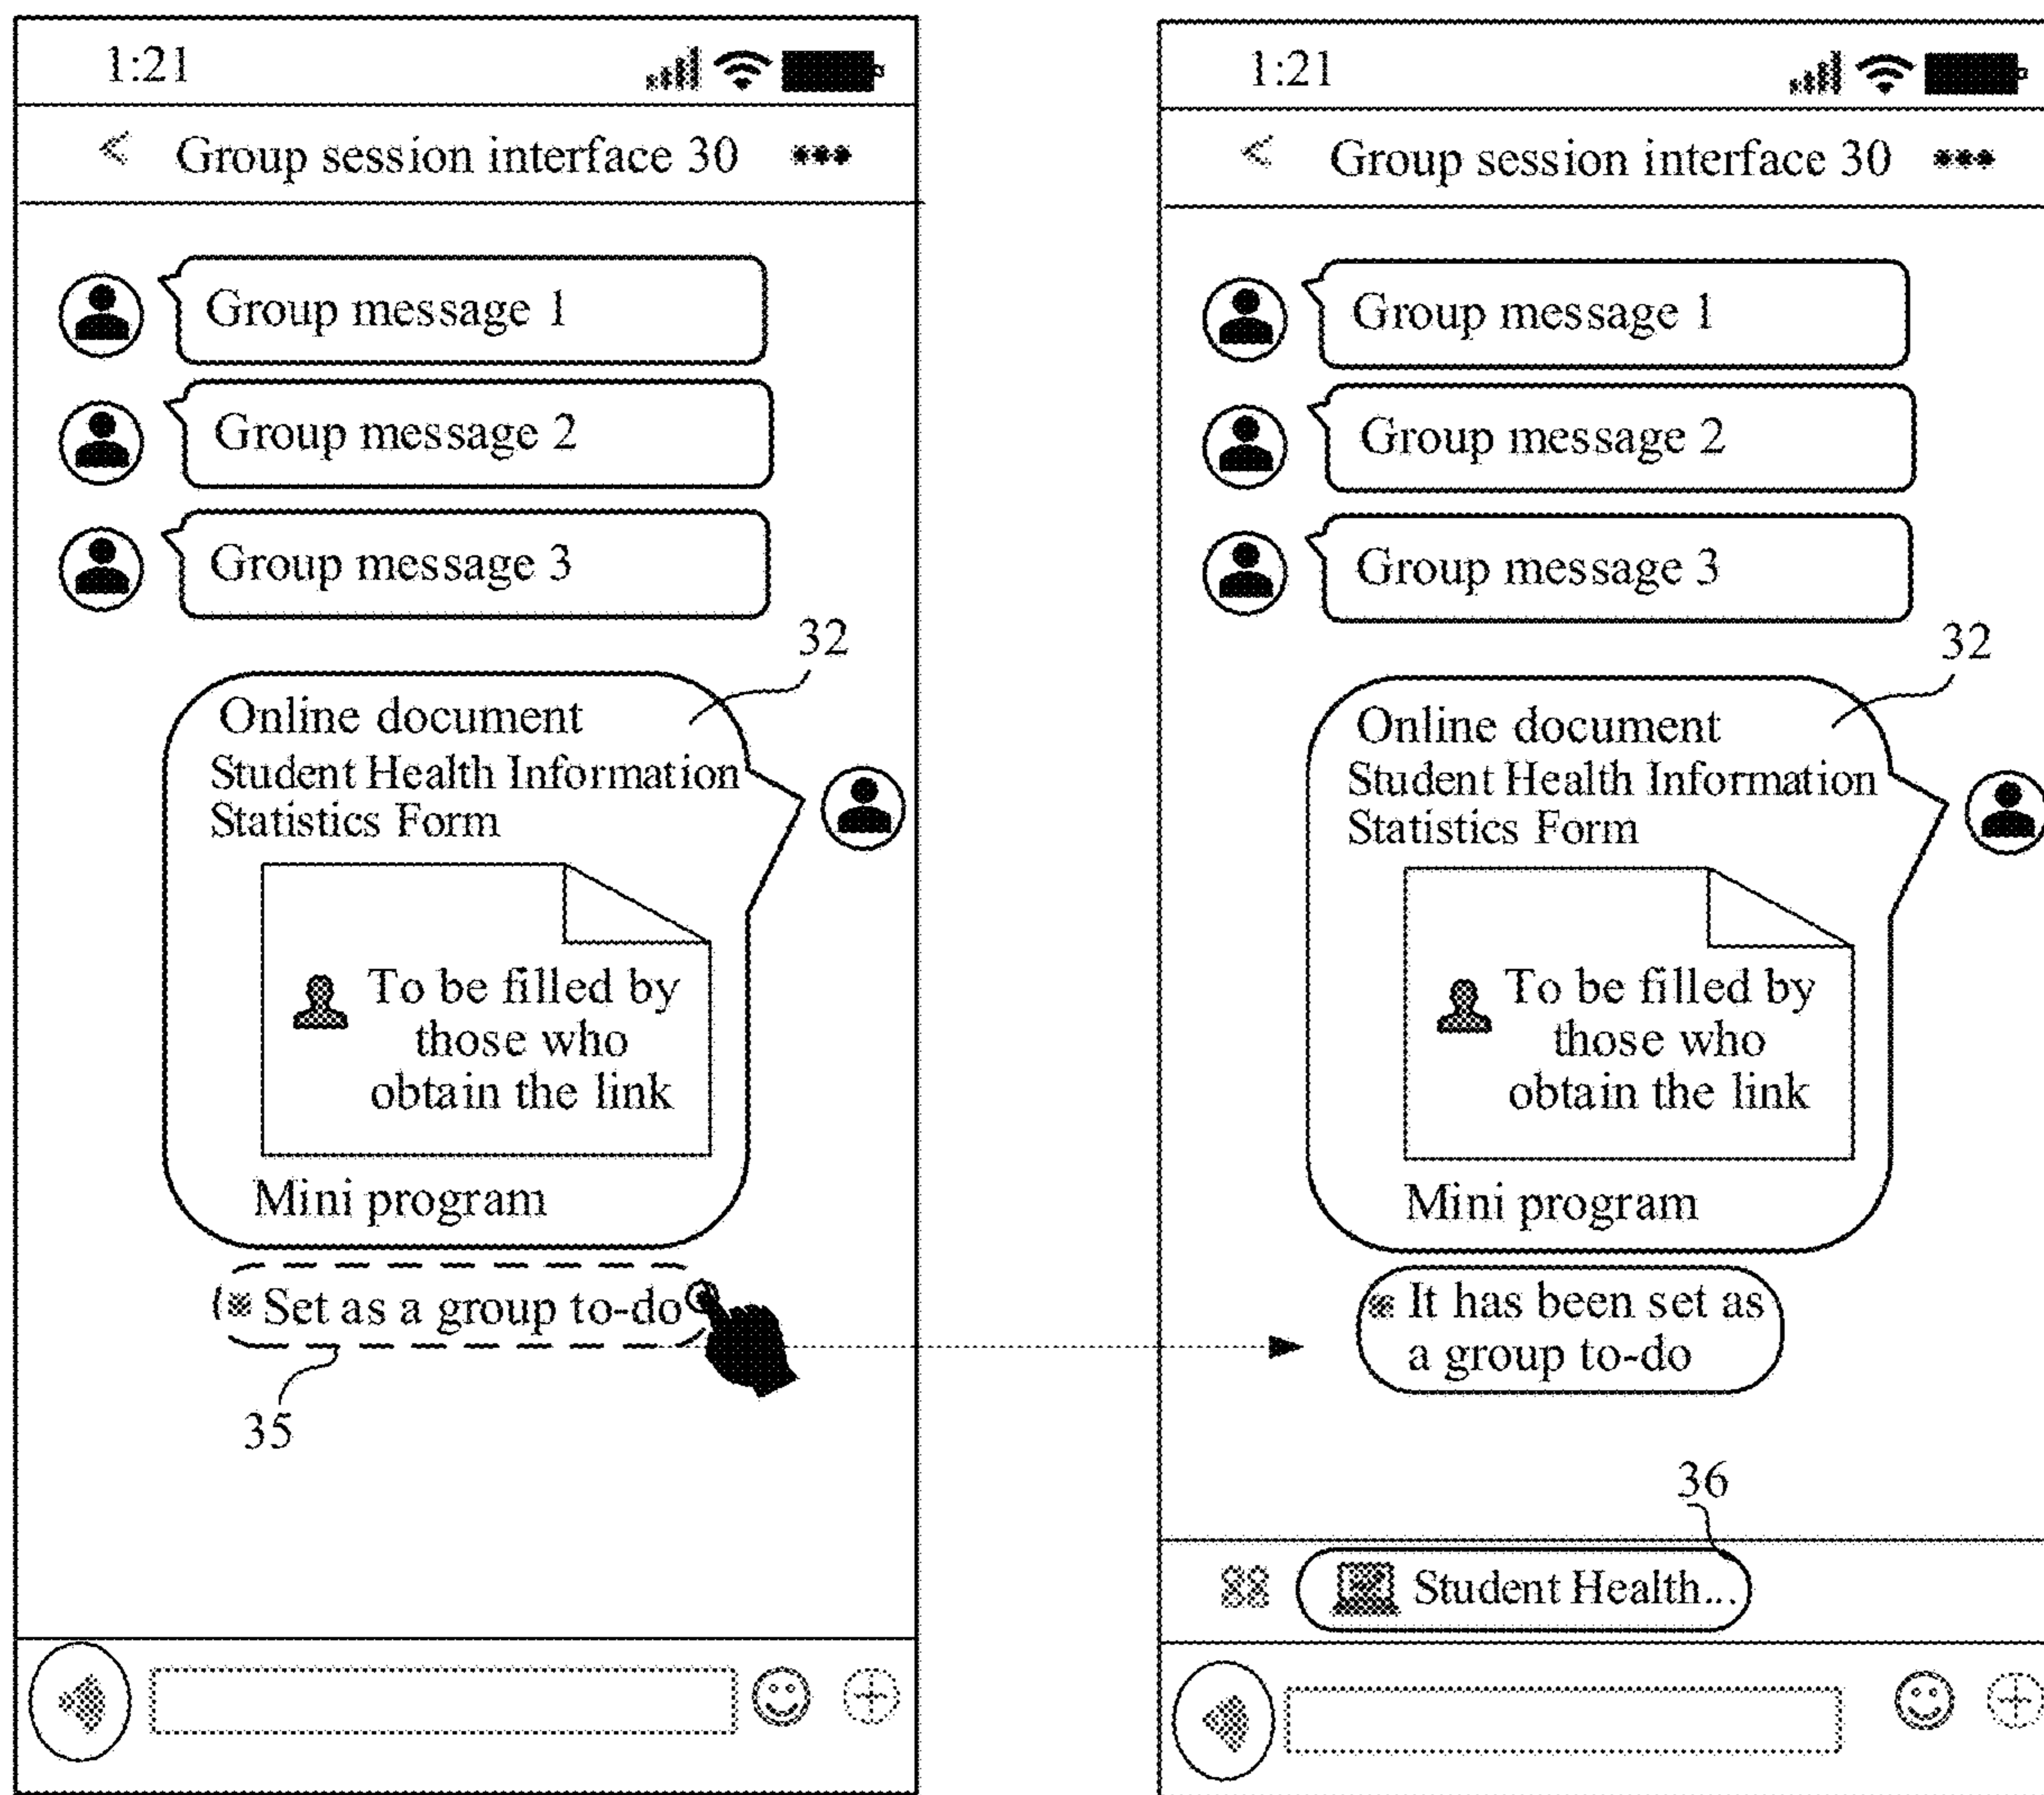 1:21
< Group session interface 30
Group message 1
Group message 2
Group message 3
32
Online document
Student Health Information
Statistics Form
To be filled by
those who
obtain the link
Mini program
Set as a group to-do
35
1:21
< Group session interface 30
Group message 1
Group message 2
Group message 3
32
Online document
Student Health Information
Statistics Form
To be filled by
those who
obtain the link
Mini program
It has been set as
a group to-do
36
Student Health...